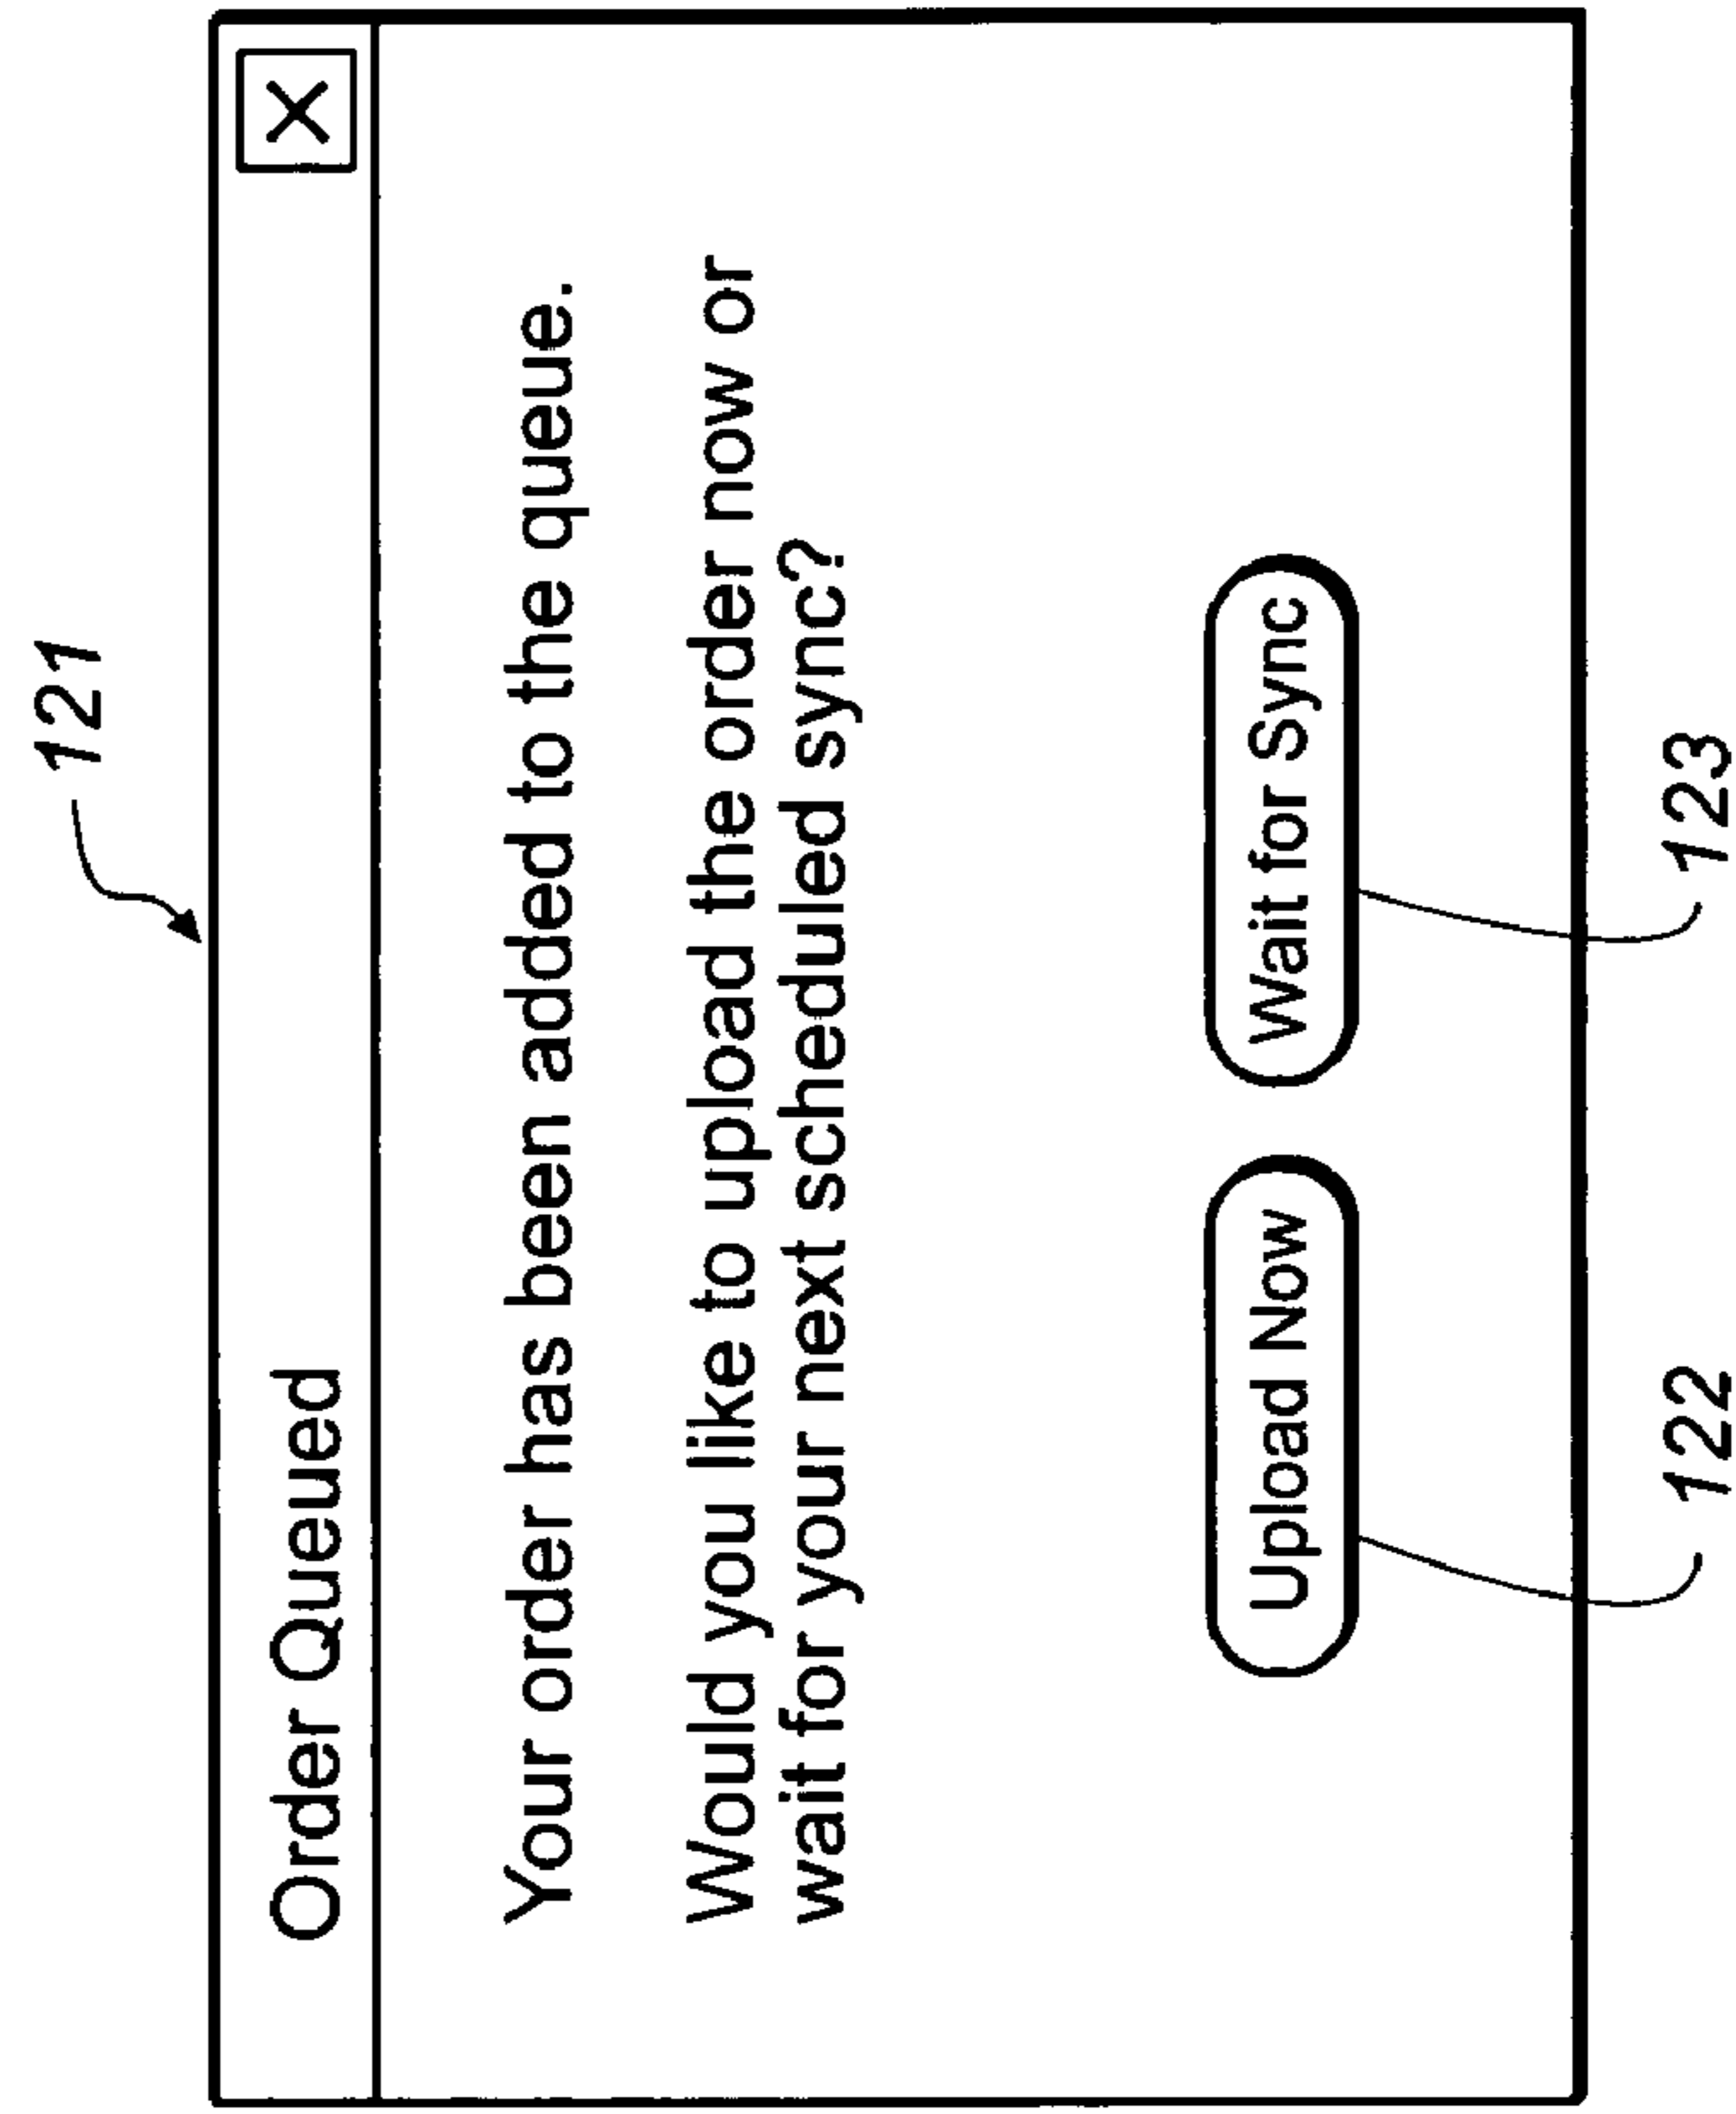 121
Order Queued X
Your order has been added to the queue.
Would you like to upload the order now or
wait for your next scheduled sync?
Upload Now Wait for Sync
122 123